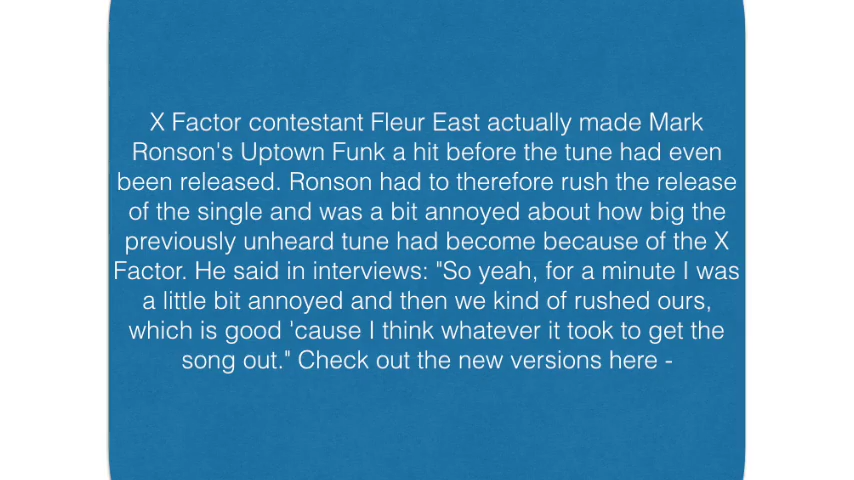 X Factor contestant Fleur East actually made Mark
Ronson's Uptown Funk a hit before the tune had even
been released. Ronson had to therefore rush the release
of the single and was a bit annoyed about how big the
previously unheard tune had become because of the X
Factor. He said in interviews: "So yeah, for a minute I was
a little bit annoyed and then we kind of rushed ours,
which is good 'cause I think whatever it took to get the
song out." Check out the new versions here -